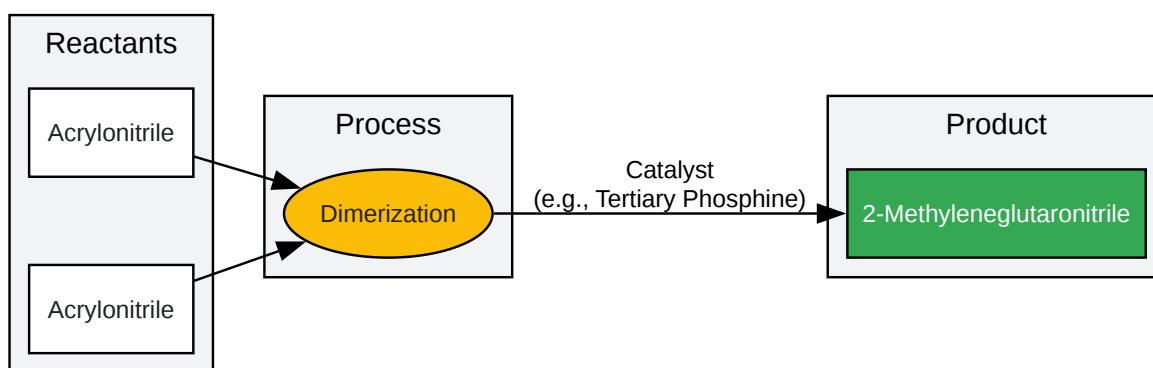 Reactants
Acrylonitrile
Acrylonitrile
Process
Dimerization
Catalyst
(e.g., Tertiary Phosphine)
Product
2-Methyleneglutaronitrile